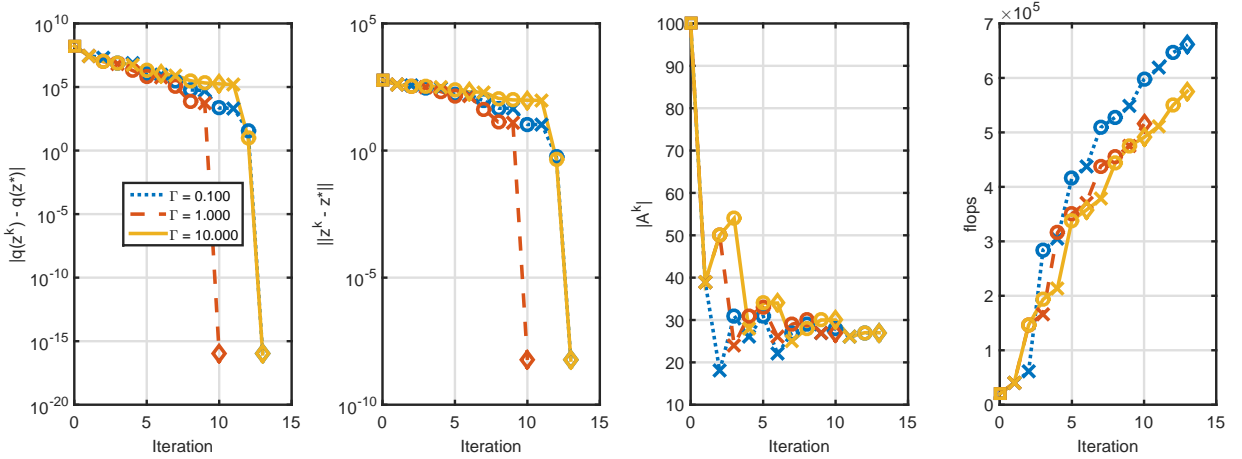 |q(z^k) - q(z*)|
10^10
10^5
10^0
10^-5
10^-10
10^-15
10^-20
0 5 10 15
Iteration
Γ = 0.100
Γ = 1.000
Γ = 10.000
||z^k - z*||
10^5
10^0
10^-5
10^-10
0 5 10 15
Iteration
|A^k|
100
90
80
70
60
50
40
30
20
10
0 5 10 15
Iteration
flops
×10^5
7
6
5
4
3
2
1
0
0 5 10 15
Iteration